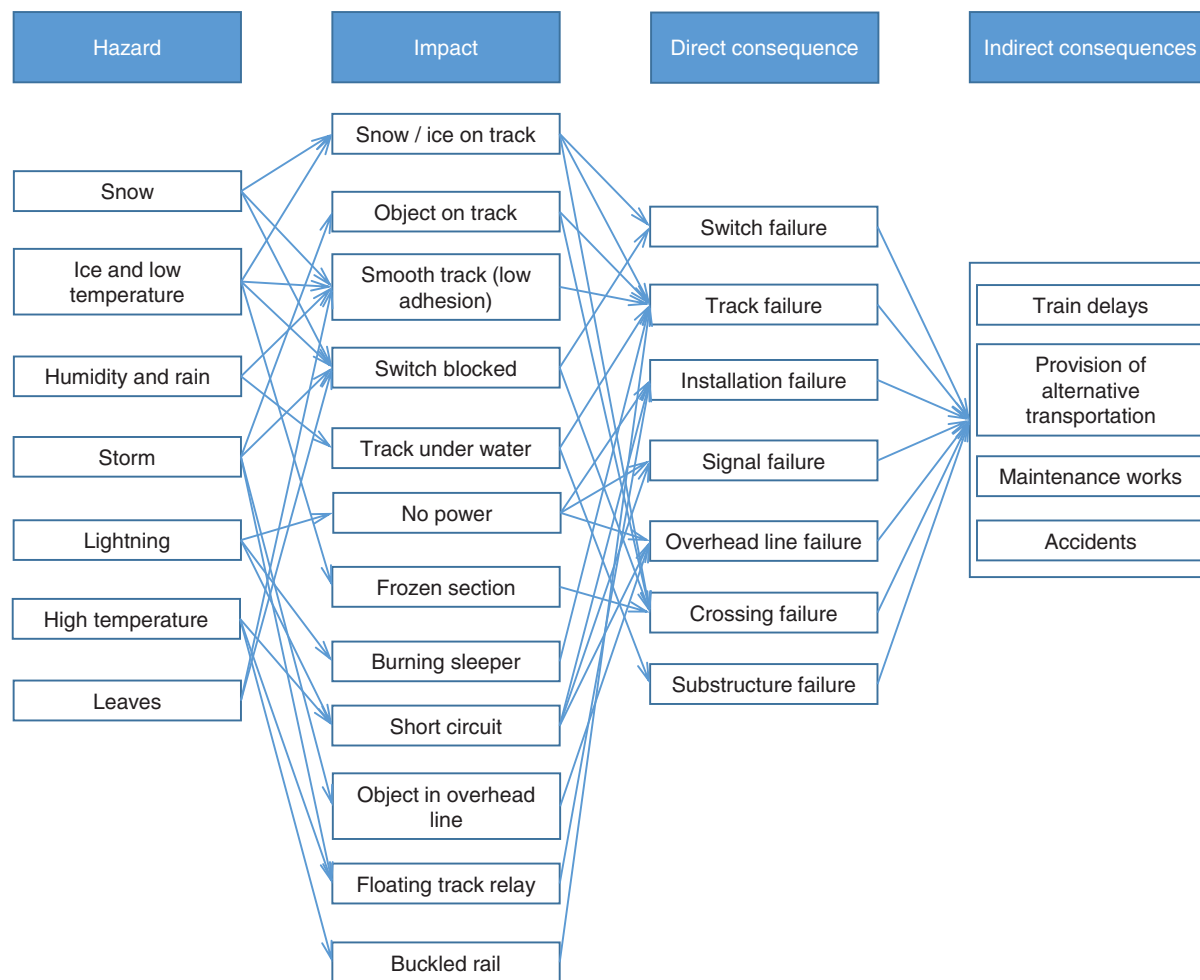 Hazard
Impact
Direct consequence
Indirect consequences
Snow
Ice and low
temperature
Humidity and rain
Storm
Lightning
High temperature
Leaves
Snow / ice on track
Object on track
Smooth track (low
adhesion)
Switch blocked
Track under water
No power
Frozen section
Burning sleeper
Short circuit
Object in overhead
line
Floating track relay
Buckled rail
Switch failure
Track failure
Installation failure
Signal failure
Overhead line failure
Crossing failure
Substructure failure
Train delays
Provision of
alternative
transportation
Maintenance works
Accidents